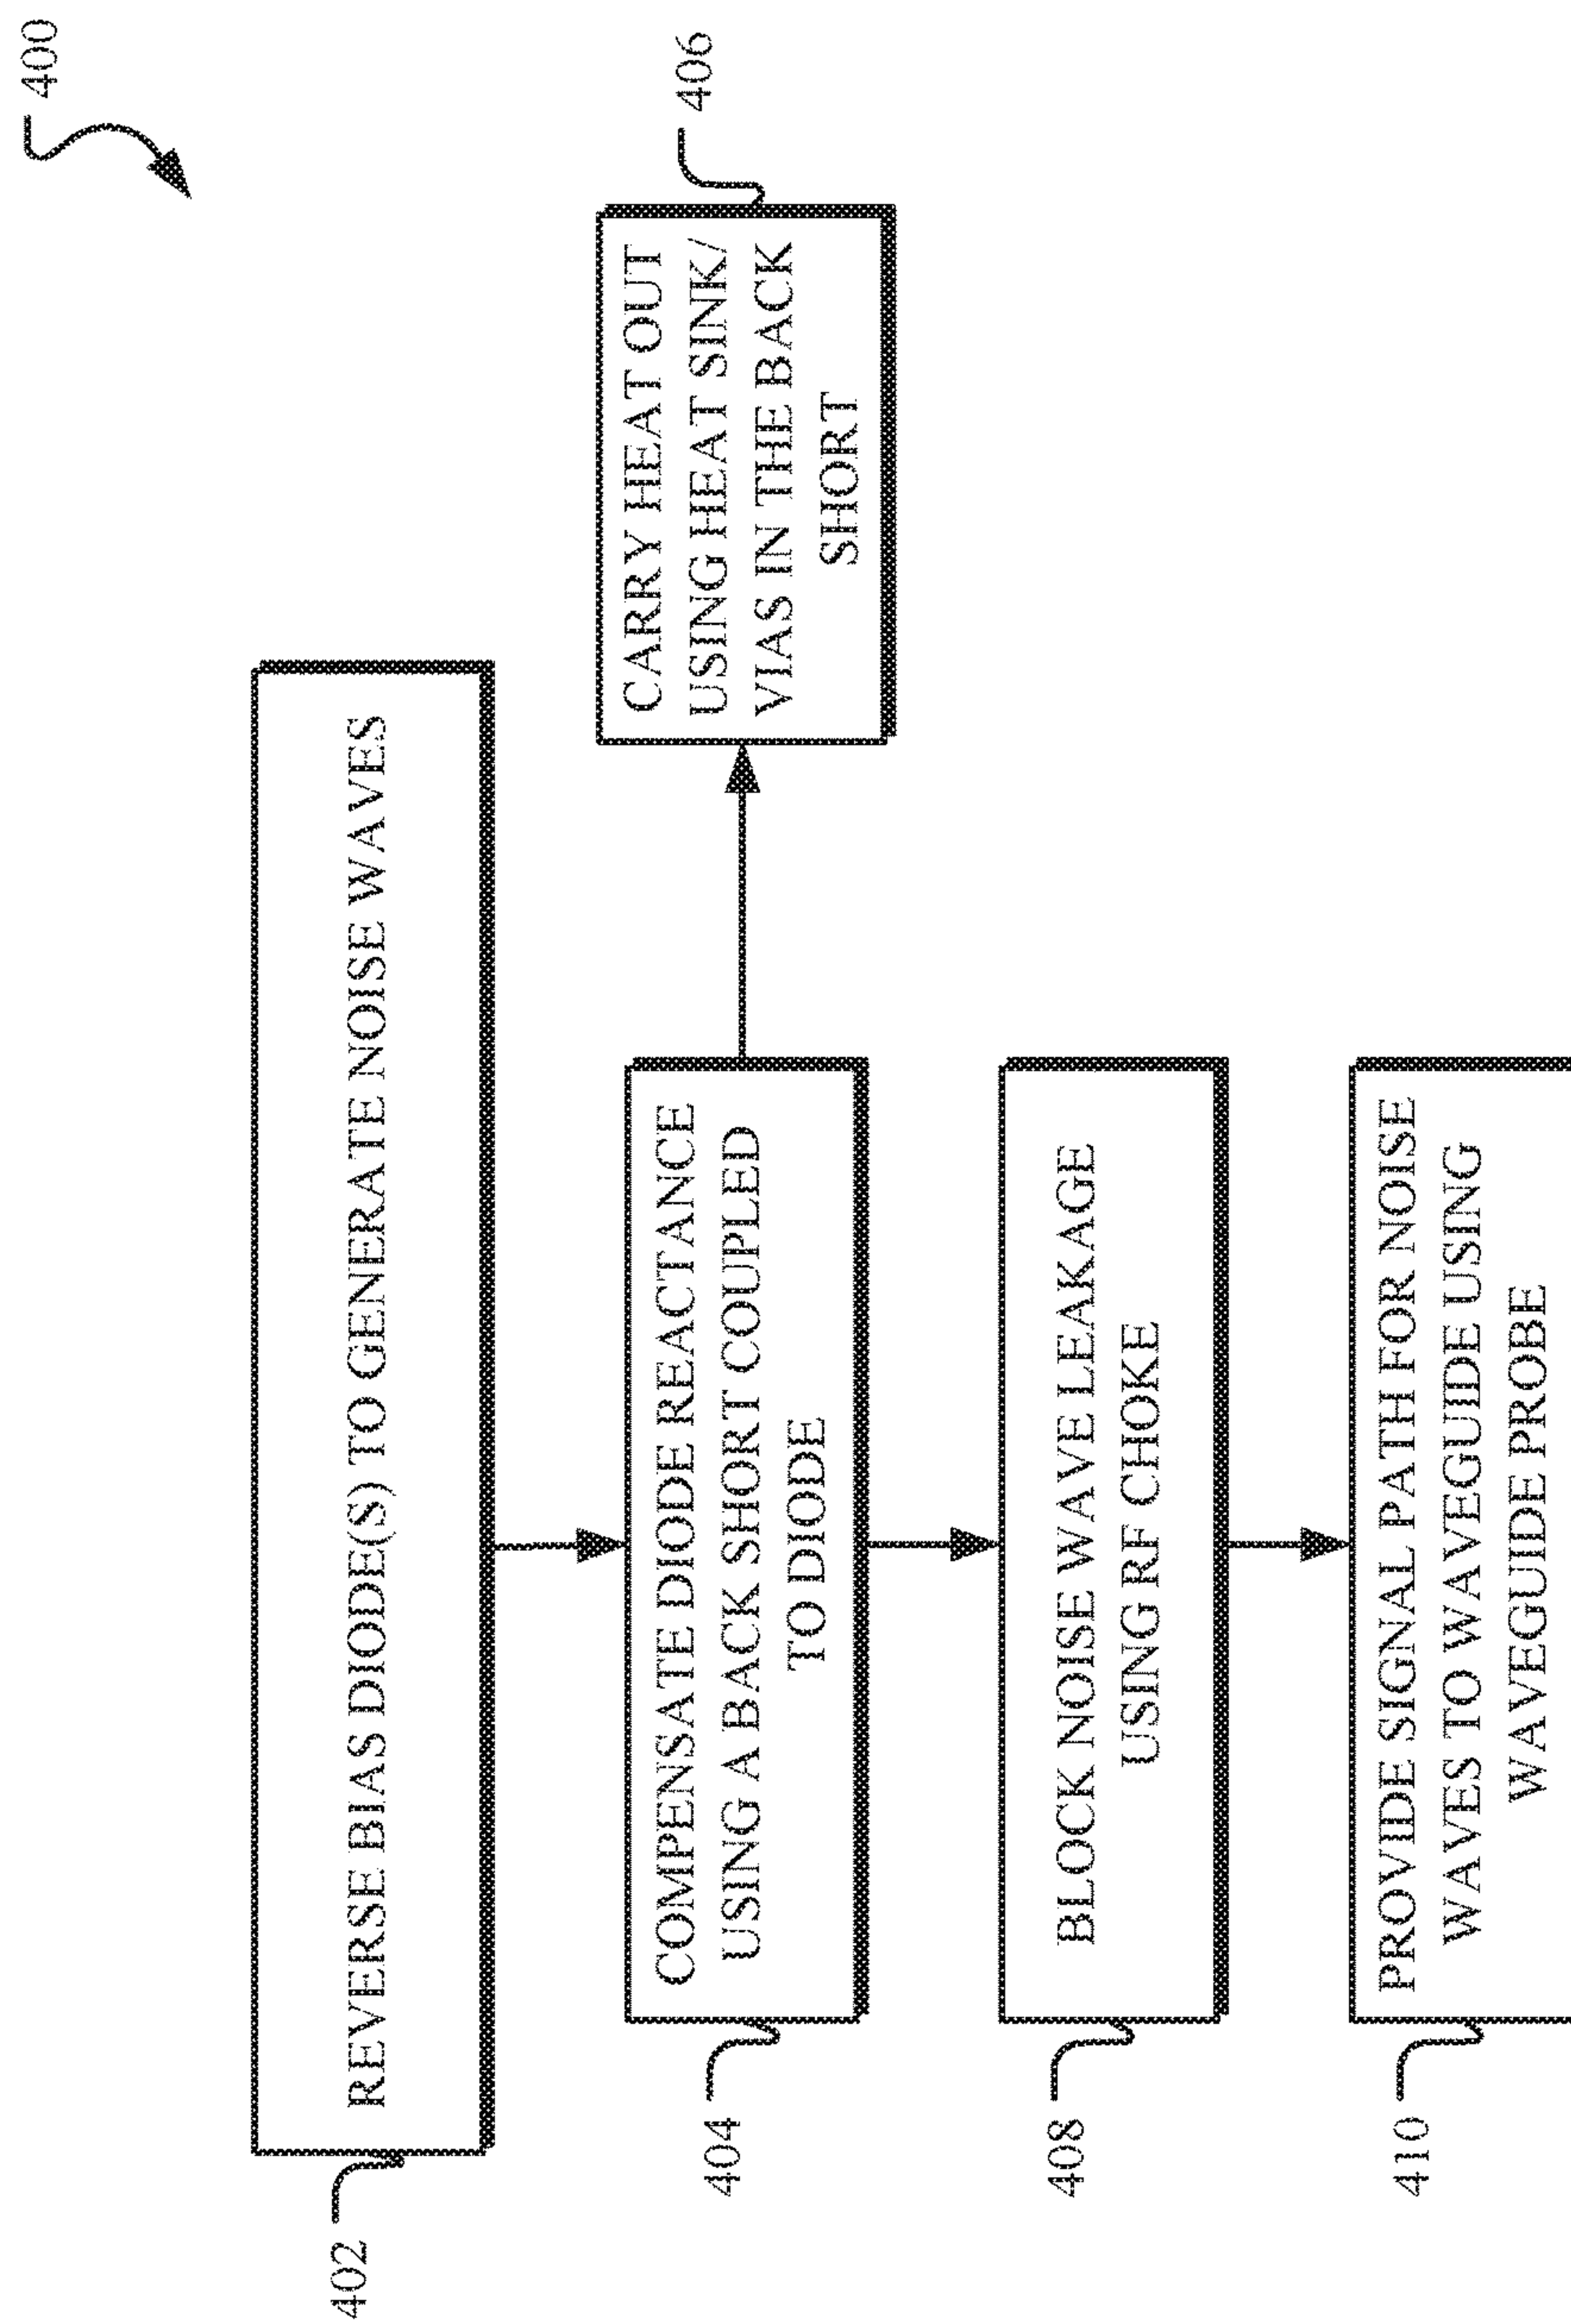 400
402
REVERSE BIAS DIODE(S) TO GENERATE NOISE WAVES
404
COMPENSATE DIODE REACTANCE
USING A BACK SHORT COUPLED
TO DIODE
406
CARRY HEAT OUT
USING HEAT SINK/
VIAS IN THE BACK
SHORT
408
BLOCK NOISE WAVE LEAKAGE
USING RF CHOKE
410
PROVIDE SIGNAL PATH FOR NOISE
WAVES TO WAVEGUIDE USING
WAVEGUIDE PROBE